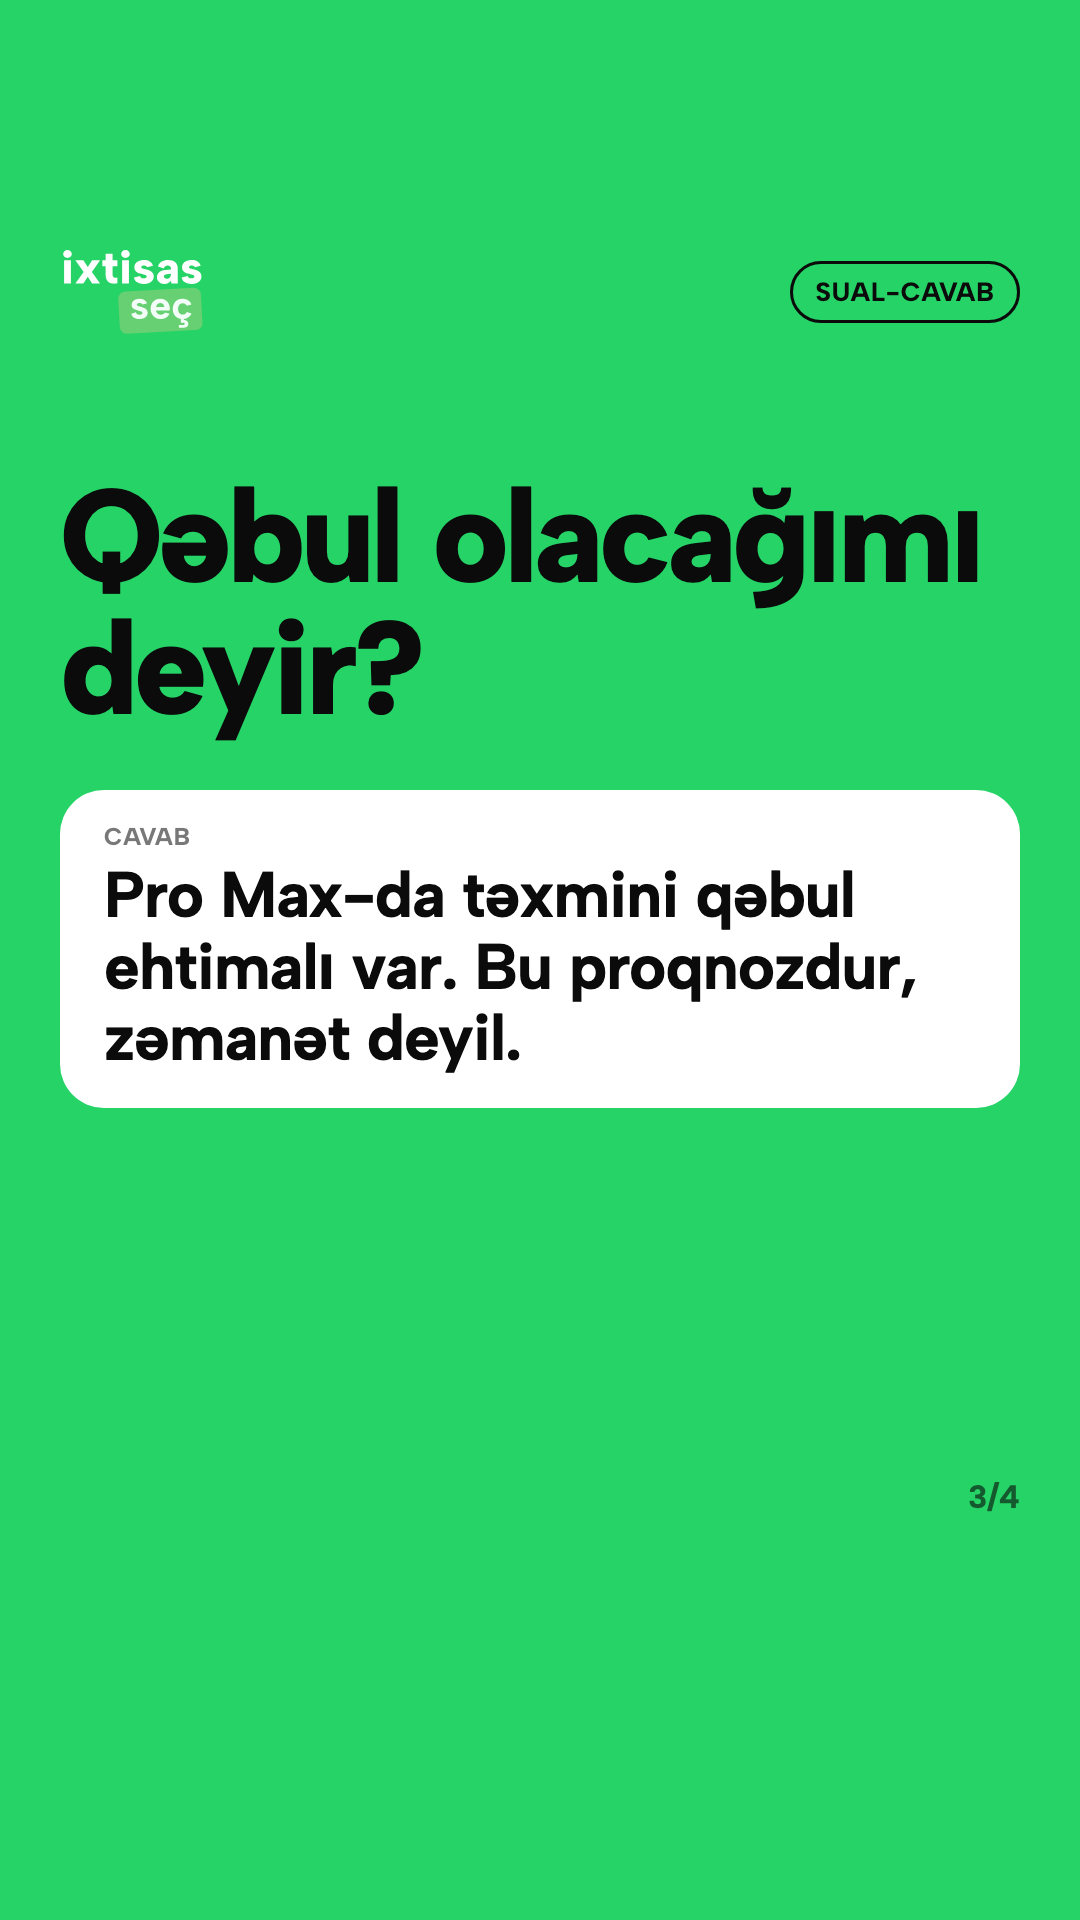 ixtisas
seç
SUAL-CAVAB
Qəbul olacağımı
deyir?
CAVAB
Pro Max-da təxmini qəbul
ehtimalı var. Bu proqnozdur,
zəmanət deyil.
3/4